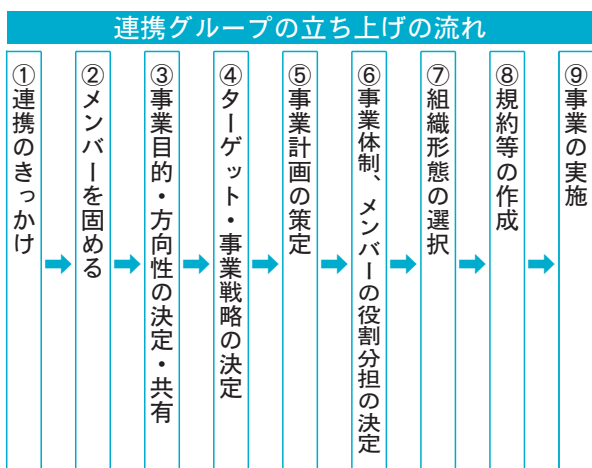 連携グループの立ち上げの流れ
①連携のきっかけ
②メンバーを固める
③事業目的・方向性の決定・共有
④ターゲット・事業戦略の決定
⑤事業計画の策定
⑥事業体制、メンバーの役割分担の決定
⑦組織形態の選択
⑧規約等の作成
⑨事業の実施